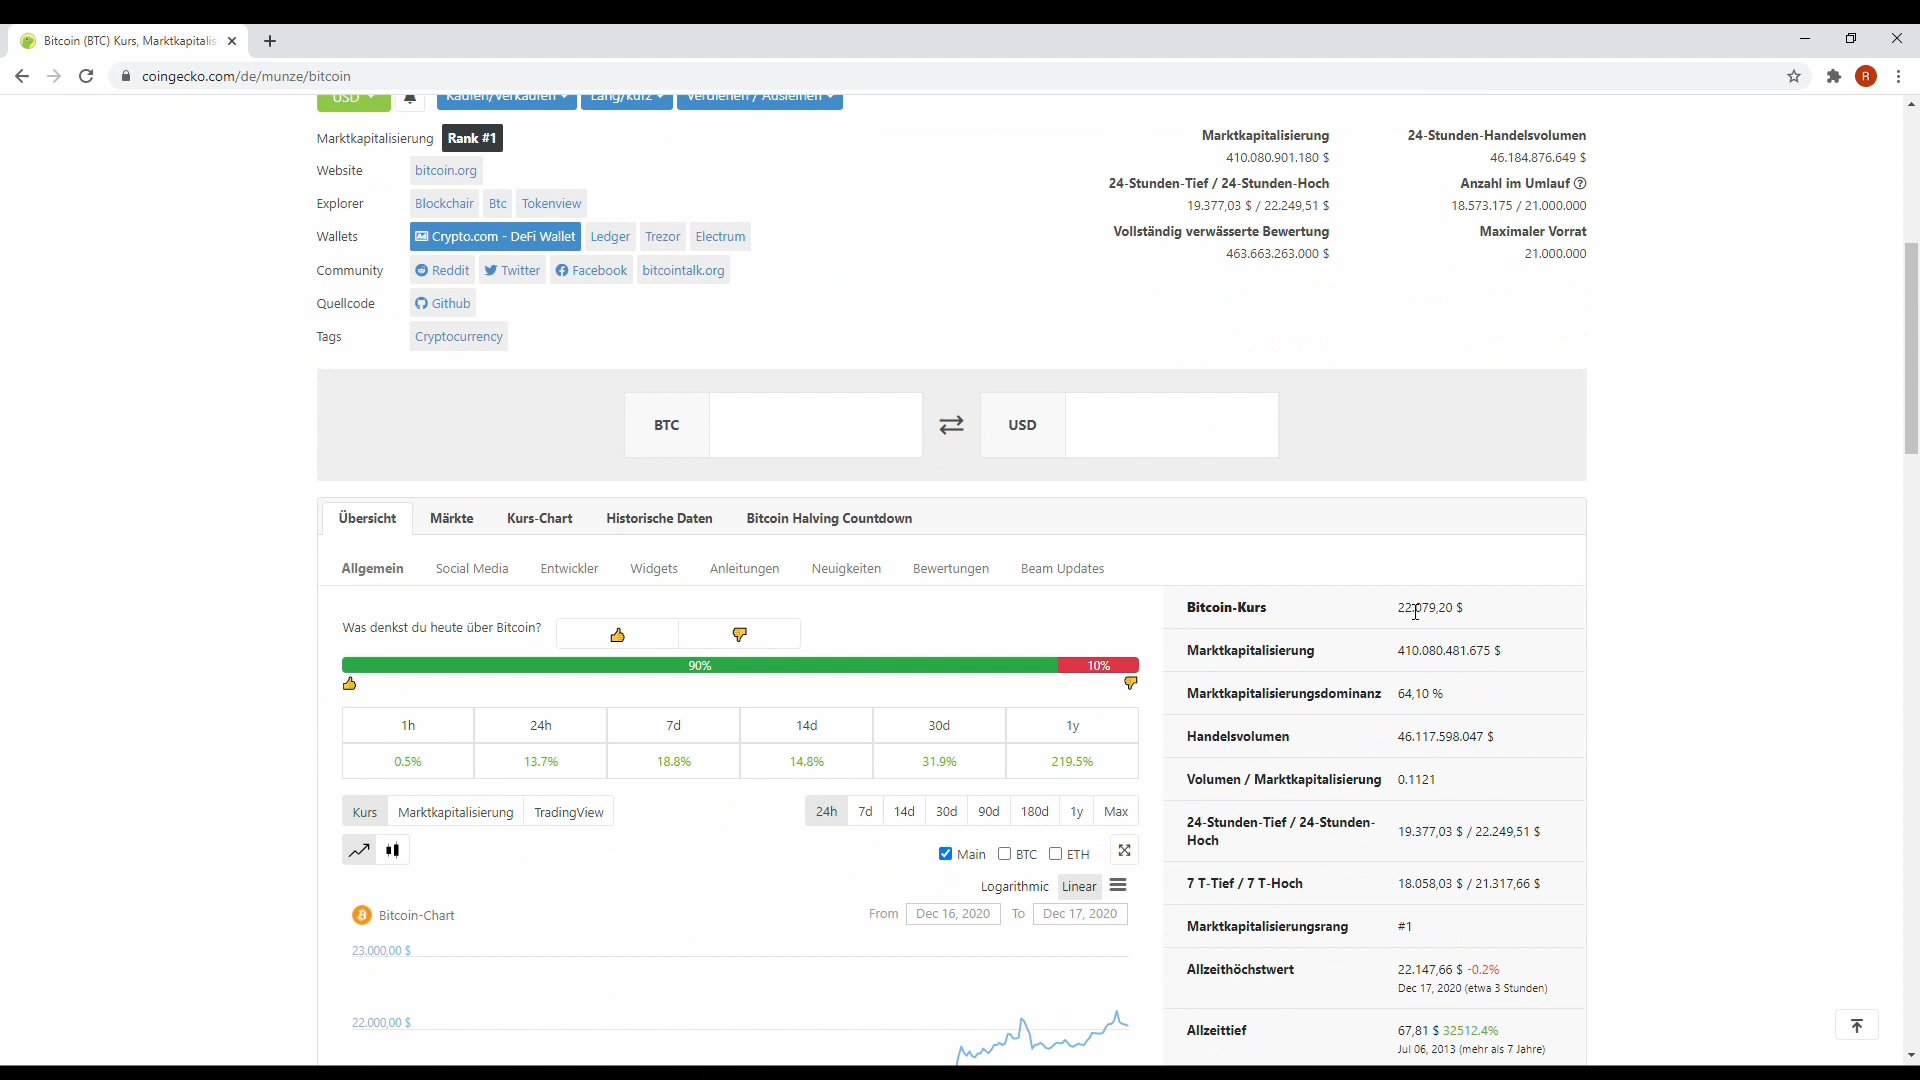 Bitcoin (BTC) Kurs, Marktkapitalis
coingecko.com/de/munze/bitcoin
R
USD
Kaufen/Verkaufen Lang/kurz Verdienen / Ausleihen
Marktkapitalisierung Rank #1
Website bitcoin.org
Explorer Blockchair Btc Tokenview
Wallets Ad Crypto.com - DeFi Wallet Ledger Trezor Electrum
Community Reddit Twitter Facebook bitcointalk.org
Quellcode Github
Tags Cryptocurrency
Marktkapitalisierung 24-Stunden-Handelsvolumen
410.080.901.180 $ 46.184.876.649 $
24-Stunden-Tief / 24-Stunden-Hoch Anzahl im Umlauf ?
19.377,03 $ / 22.249,51 $ 18.573.175 / 21.000.000
Vollständig verwässerte Bewertung Maximaler Vorrat
463.663.263.000 $ 21.000.000
BTC USD
Übersicht Märkte Kurs-Chart Historische Daten Bitcoin Halving Countdown
Allgemein Social Media Entwickler Widgets Anleitungen Neuigkeiten Bewertungen Beam Updates
Was denkst du heute über Bitcoin?
90% 10%
1h 24h 7d 14d 30d 1y
0.5% 13.7% 18.8% 14.8% 31.9% 219.5%
Kurs Marktkapitalisierung TradingView 24h 7d 14d 30d 90d 180d 1y Max
Main BTC ETH
Logarithmic Linear
Bitcoin-Chart From Dec 16, 2020 To Dec 17, 2020
23.000,00 $
22.000,00 $
Bitcoin-Kurs 22.079,20 $
Marktkapitalisierung 410.080.481.675 $
Marktkapitalisierungsdominanz 64,10 %
Handelsvolumen 46.117.598.047 $
Volumen / Marktkapitalisierung 0.1121
24-Stunden-Tief / 24-Stunden-
Hoch 19.377,03 $ / 22.249,51 $
7 T-Tief / 7 T-Hoch 18.058,03 $ / 21.317,66 $
Marktkapitalisierungsrang #1
Allzeithöchstwert 22.147,66 $ -0.2%
Dec 17, 2020 (etwa 3 Stunden)
Allzeittief 67,81 $ 32512.4%
Jul 06, 2013 (mehr als 7 Jahre)